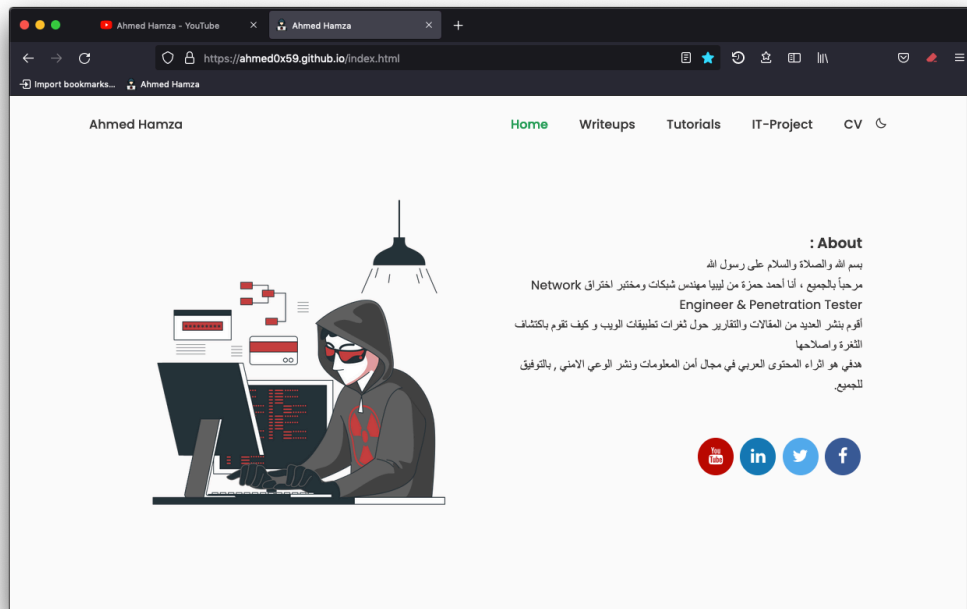 Ahmed Hamza - YouTube
Ahmed Hamza
https://ahmed0x59.github.io/index.html
Import bookmarks...
Ahmed Hamza
Ahmed Hamza
Home
Writeups
Tutorials
IT-Project
CV
About :
بسم الله والصلاة والسلام على رسول الله
مرحباً بالجميع ، أنا أحمد حمزة من ليبيا مهندس شبكات ومختبر اختراق Network
Engineer & Penetration Tester
أقوم بنشر العديد من المقالات والتقارير حول ثغرات تطبيقات الويب و كيف تقوم باكتشاف
الثغرة واصلاحها
هدفي هو اثراء المحتوى العربي في مجال أمن المعلومات ونشر الوعي الامني , بالتوفيق
للجميع.
You
Tube
in
f